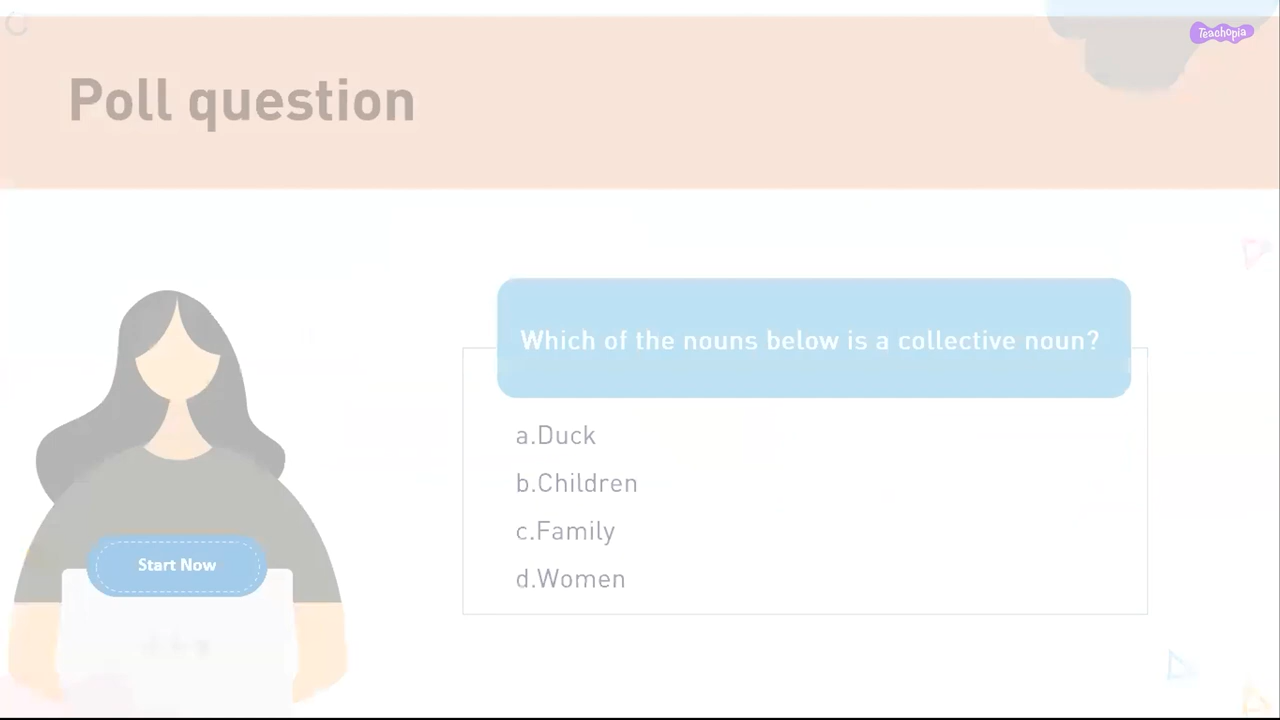 Teachopia
Poll question
Which of the nouns below is a collective noun?
a.Duck
b.Children
c.Family
d.Women
Start Now